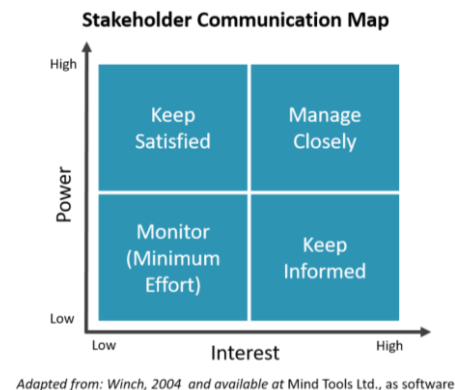 Stakeholder Communication Map
High
Keep
Satisfied
Manage
Closely
Power
Monitor
(Minimum
Effort)
Keep
Informed
Low
Low
Interest
High
Adapted from: Winch, 2004 and available at Mind Tools Ltd., as software